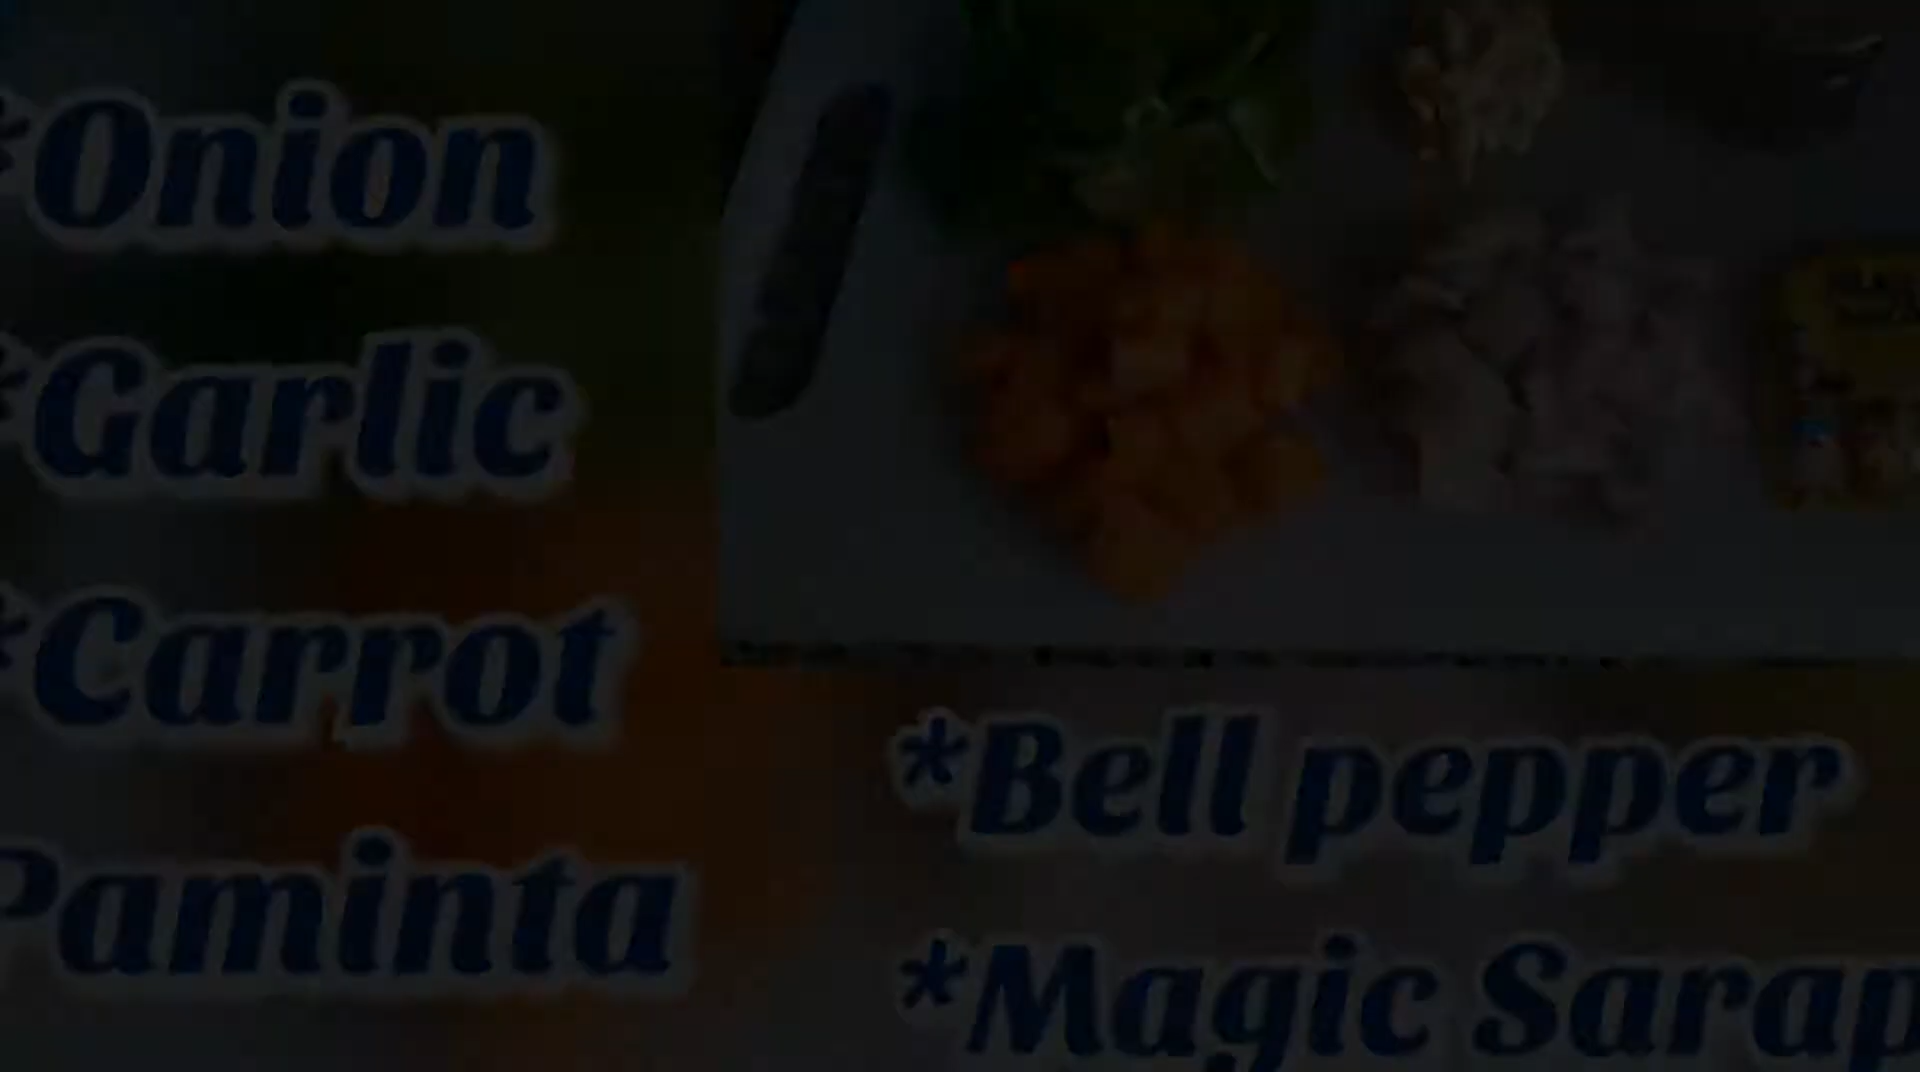 *Onion
*Garlic
*Carrot
Paminta
*Bell pepper
*Magic Sarap